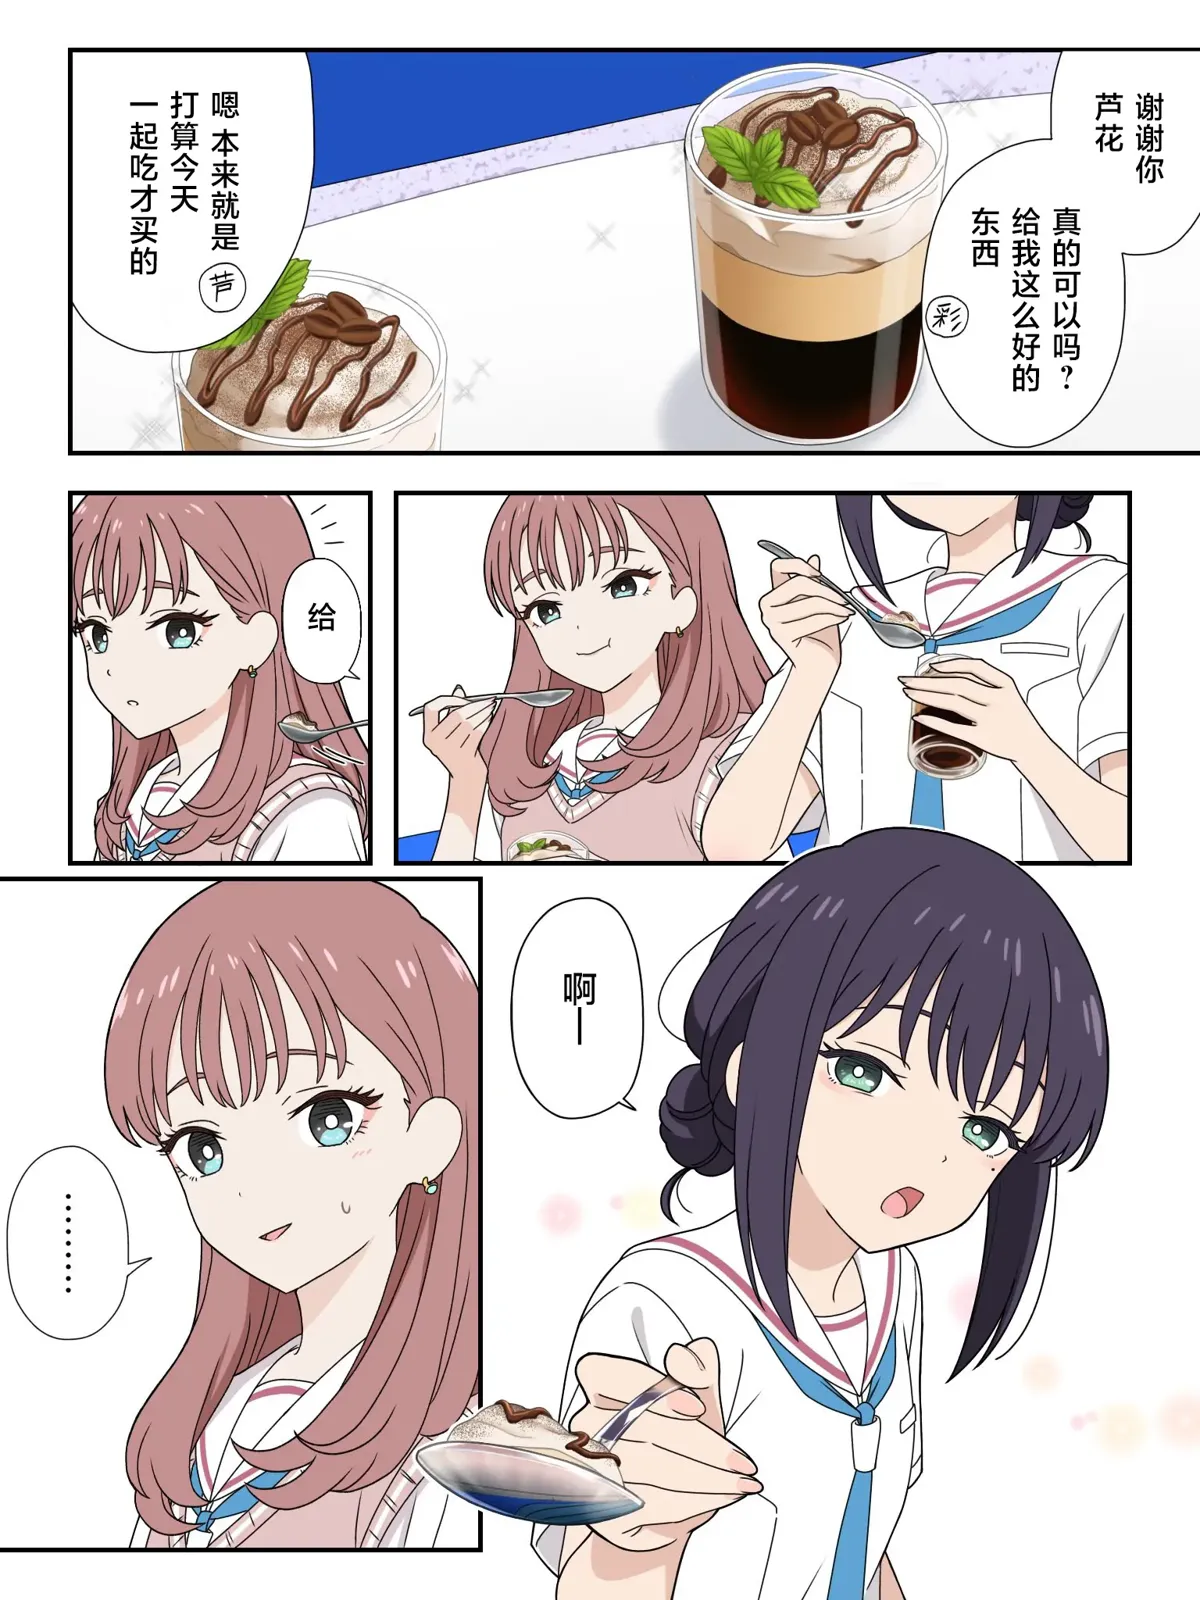 谢谢你
芦花
真的可以吗?
给我这么好的
东西
彩
嗯 本来就是
打算今天
一起吃才买的
芦
给
啊ー
………